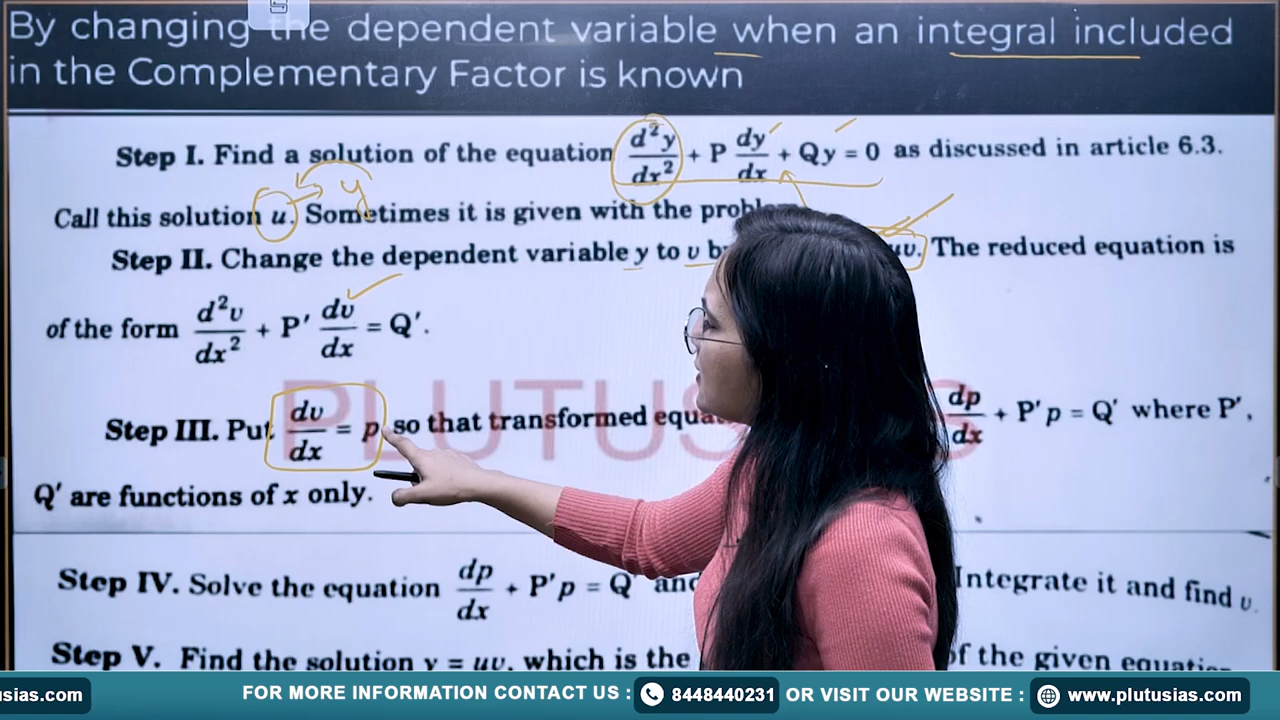 By changing the dependent variable when an integral included
in the Complementary Factor is known
Step I. Find a solution of the equation d²y/dx² + P dy/dx + Qy = 0 as discussed in article 6.3.
y
Call this solution u. Sometimes it is given with the
Step II. Change the dependent variable y to v uv. The reduced equation is
of the form d²v/dx² + P′ dv/dx = Q′.
PLUTUS
Step III. Put dv/dx = p so that transformed dp/dx + P′p = Q′ where P′,
Q′ are functions of x only.
Step IV. Solve the equation dp/dx + P′p = Q′ and Integrate it and find v.
Step V. Find the solution y = uv, which is the of the given equation
usias.com
FOR MORE INFORMATION CONTACT US : 8448440231 OR VISIT OUR WEBSITE : www.plutusias.com